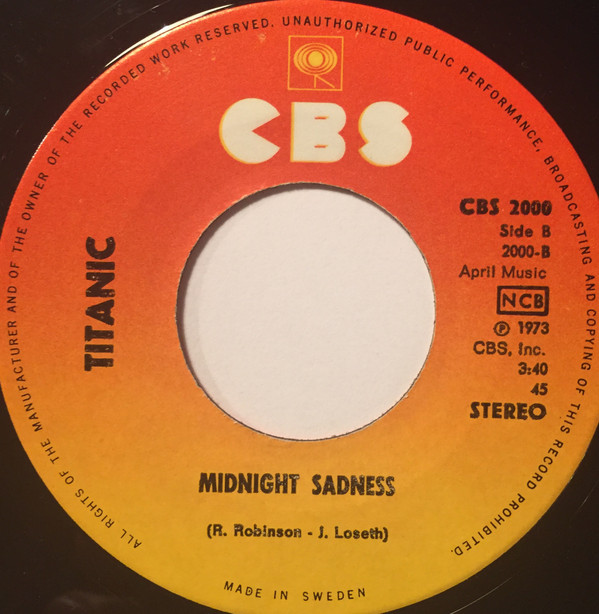 ALL RIGHTS OF THE MANUFACTURER AND OF THE OWNER OF THE RECORDED WORK RESERVED. UNAUTHORIZED PUBLIC PERFORMANCE, BROADCASTING AND COPYING OF THIS RECORD PROHIBITED.
CBS
TITANIC
CBS 2000
Side B
2000-B
April Music
NCB
℗ 1973
CBS, Inc.
3:40
45
STEREO
MIDNIGHT SADNESS
(R. Robinson - J. Loseth)
MADE IN SWEDEN